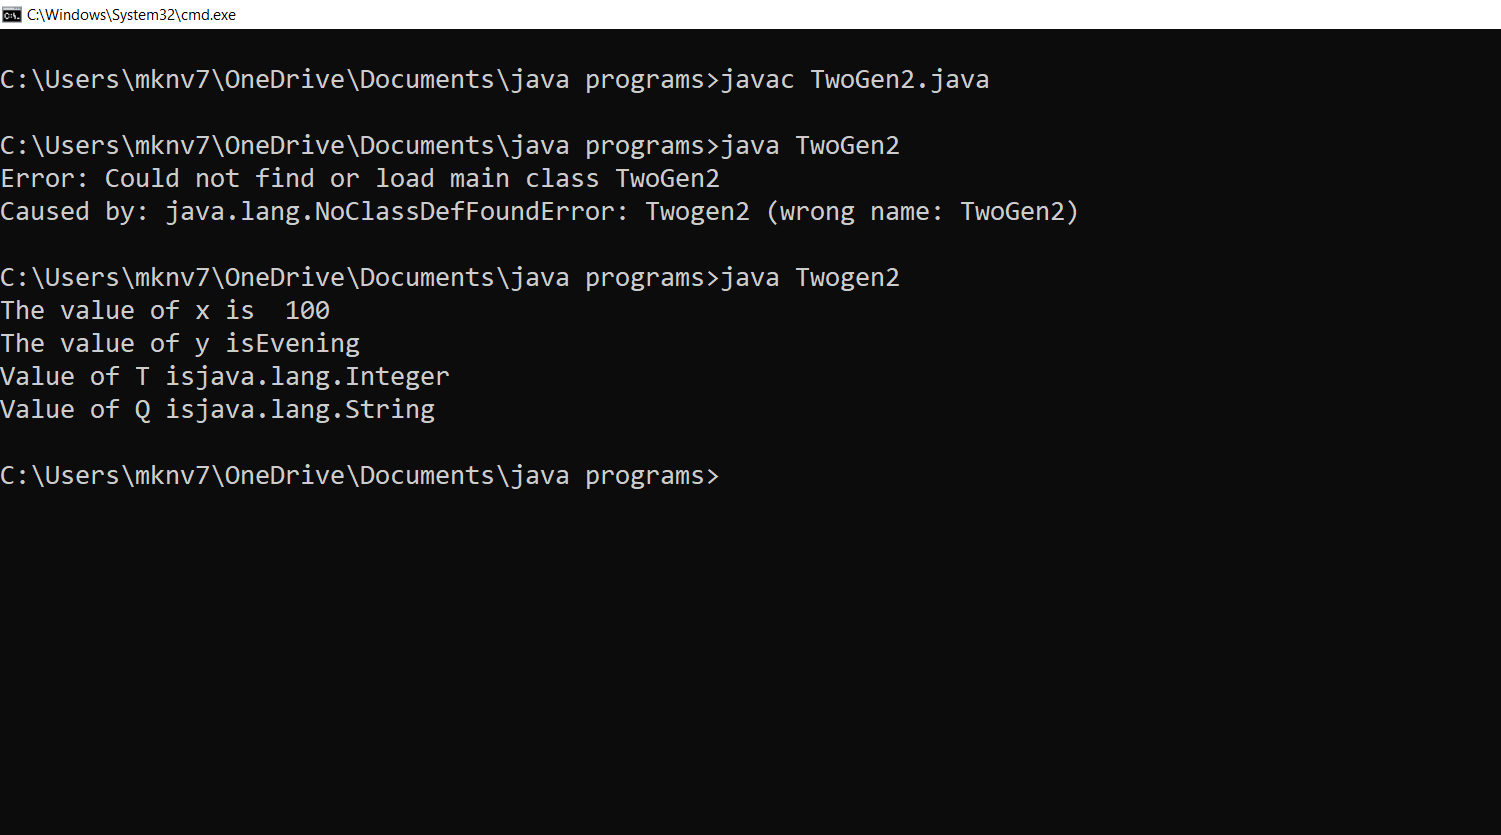 C:\Windows\System32\cmd.exe
C:\Users\mknv7\OneDrive\Documents\java programs>javac TwoGen2.java
C:\Users\mknv7\OneDrive\Documents\java programs>java TwoGen2
Error: Could not find or load main class TwoGen2
Caused by: java.lang.NoClassDefFoundError: Twogen2 (wrong name: TwoGen2)
C:\Users\mknv7\OneDrive\Documents\java programs>java Twogen2
The value of x is  100
The value of y isEvening
Value of T isjava.lang.Integer
Value of Q isjava.lang.String
C:\Users\mknv7\OneDrive\Documents\java programs>